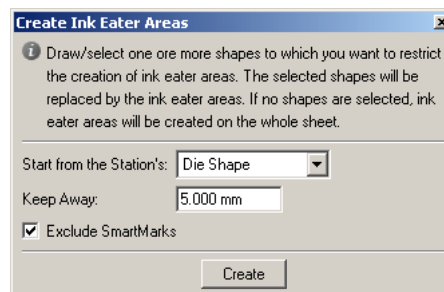 Create Ink Eater Areas
Draw/select one ore more shapes to which you want to restrict
the creation of ink eater areas. The selected shapes will be
replaced by the ink eater areas. If no shapes are selected, ink
eater areas will be created on the whole sheet.
Start from the Station's: Die Shape
Keep Away: 5.000 mm
Exclude SmartMarks
Create